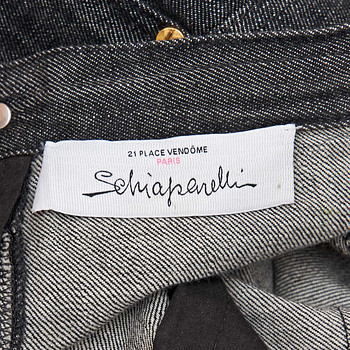 21 PLACE VENDÔME
PARIS
Schiaparelli